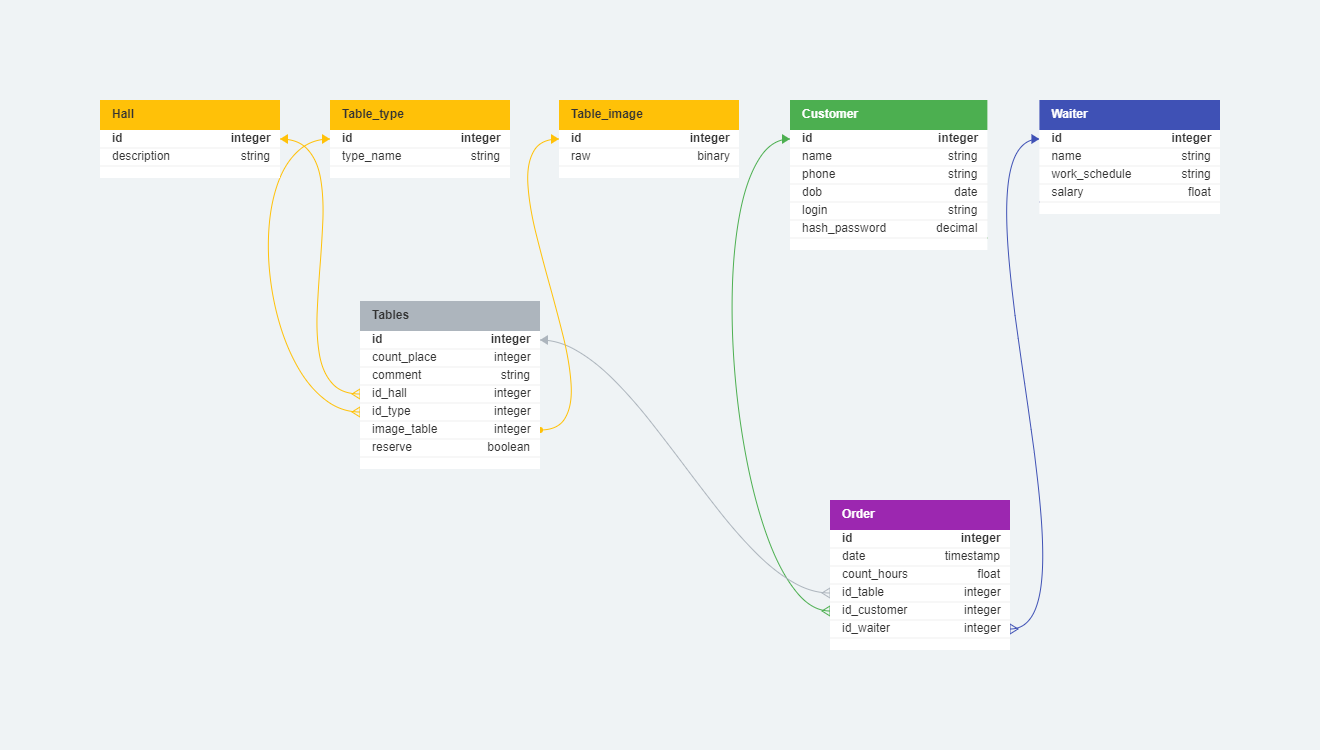 Hall
id integer
description string
Table_type
id integer
type_name string
Table_image
id integer
raw binary
Customer
id integer
name string
phone string
dob date
login string
hash_password decimal
Waiter
id integer
name string
work_schedule string
salary float
Tables
id integer
count_place integer
comment string
id_hall integer
id_type integer
image_table integer
reserve boolean
Order
id integer
date timestamp
count_hours float
id_table integer
id_customer integer
id_waiter integer